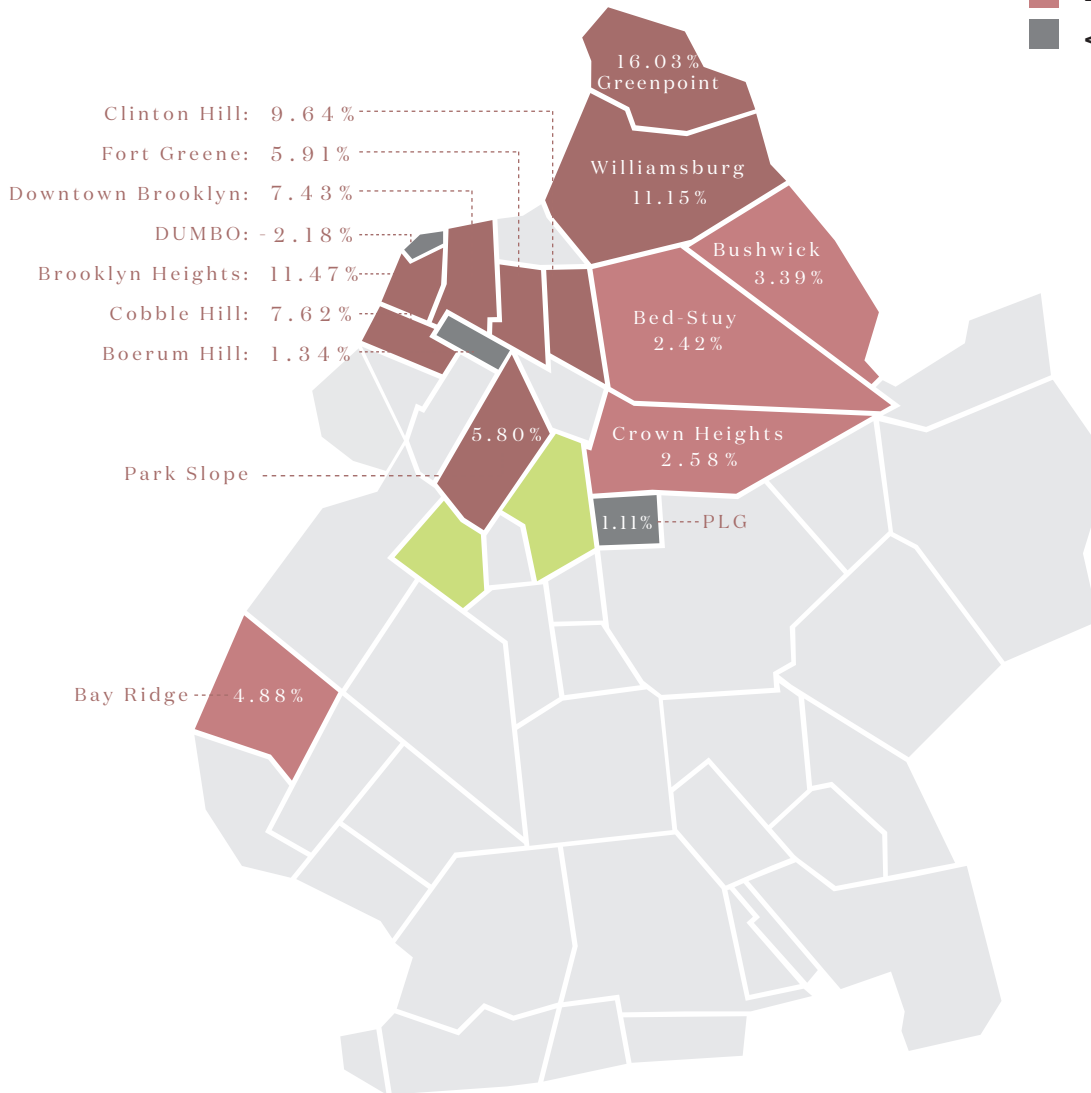 16.03%
Greenpoint
Clinton Hill: 9.64%
Fort Greene: 5.91%
Williamsburg
11.15%
Downtown Brooklyn: 7.43%
DUMBO: -2.18%
Bushwick
3.39%
Brooklyn Heights: 11.47%
Cobble Hill: 7.62%
Bed-Stuy
2.42%
Boerum Hill: 1.34%
5.80%
Crown Heights
2.58%
Park Slope
1.11%
PLG
Bay Ridge
4.88%